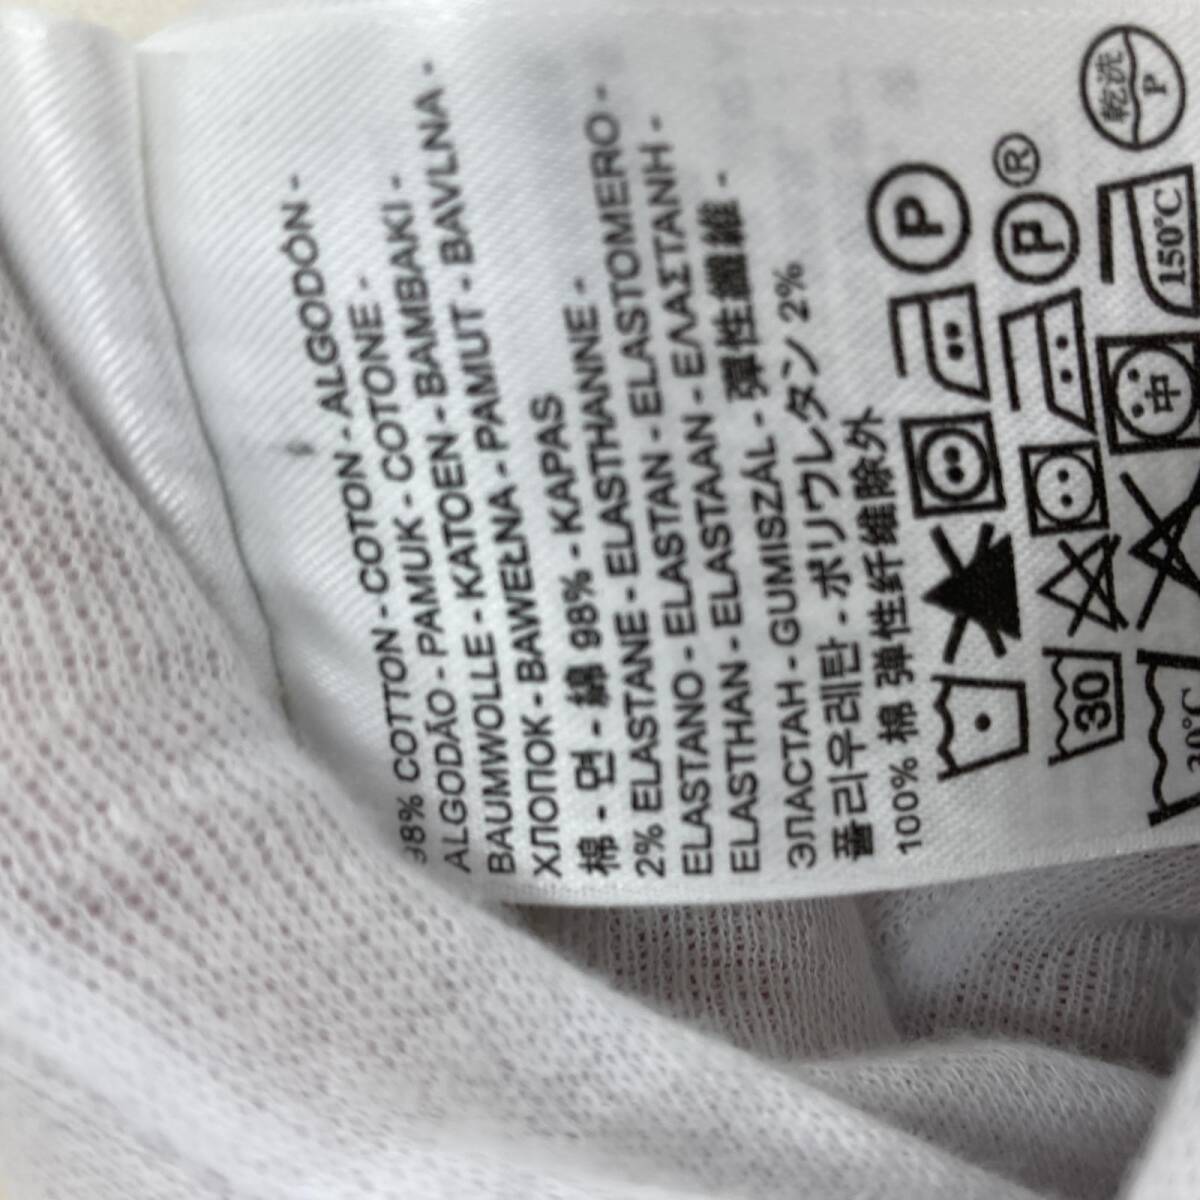 98% COTTON - COTON - ALGODÓN -
ALGODÃO - PAMUK - COTONE -
BAUMWOLLE - KATOEN - BAMBAKI -
ХЛОПОК - BAWEŁNA - PAMUT - BAVLNA -
棉 - 면 - 綿 98% - KAPAS
2% ELASTANE - ELASTHANNE -
ELASTANO - ELASTAN - ELASTOMERO -
ELASTHAN - ELASTAAN - ΕΛΑΣΤΑΝΗ -
ЭЛАСТАН - GUMISZÁL - 彈性纖維 -
폴리우레탄 - ポリウレタン 2%
100% 棉 弹性纤维除外
P
30
P
®
30°C
中
150°C
乾洗
P